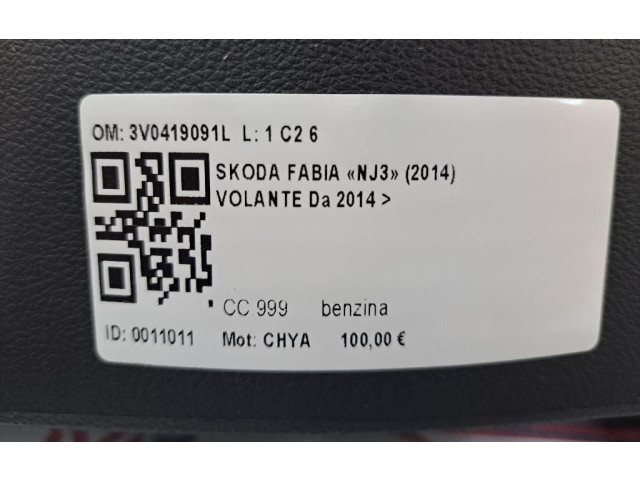 OM: 3V0419091L L: 1 C2 6
SKODA FABIA «NJ3» (2014)
VOLANTE Da 2014 >
CC 999 benzina
ID: 0011011 Mot: CHYA 100,00 €